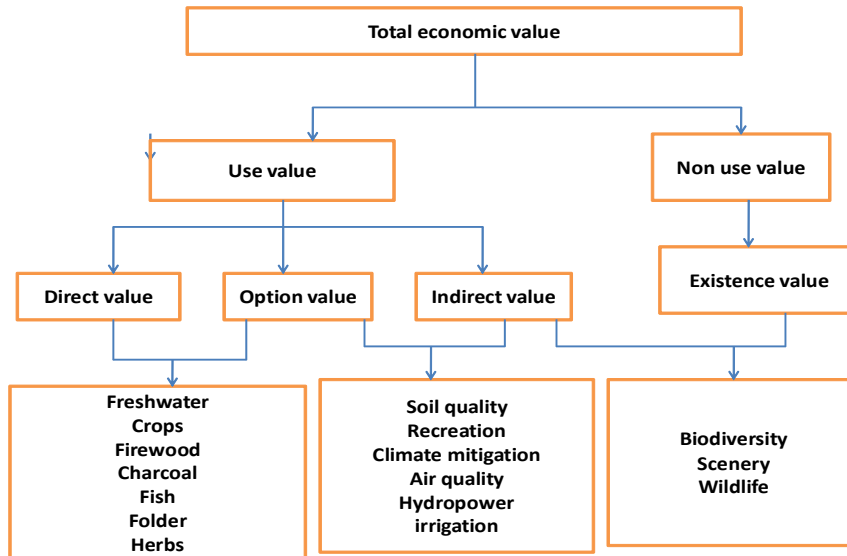 Total economic value
Use value
Non use value
Direct value
Option value
Indirect value
Existence value
Freshwater
Crops
Firewood
Charcoal
Fish
Folder
Herbs
Soil quality
Recreation
Climate mitigation
Air quality
Hydropower
irrigation
Biodiversity
Scenery
Wildlife